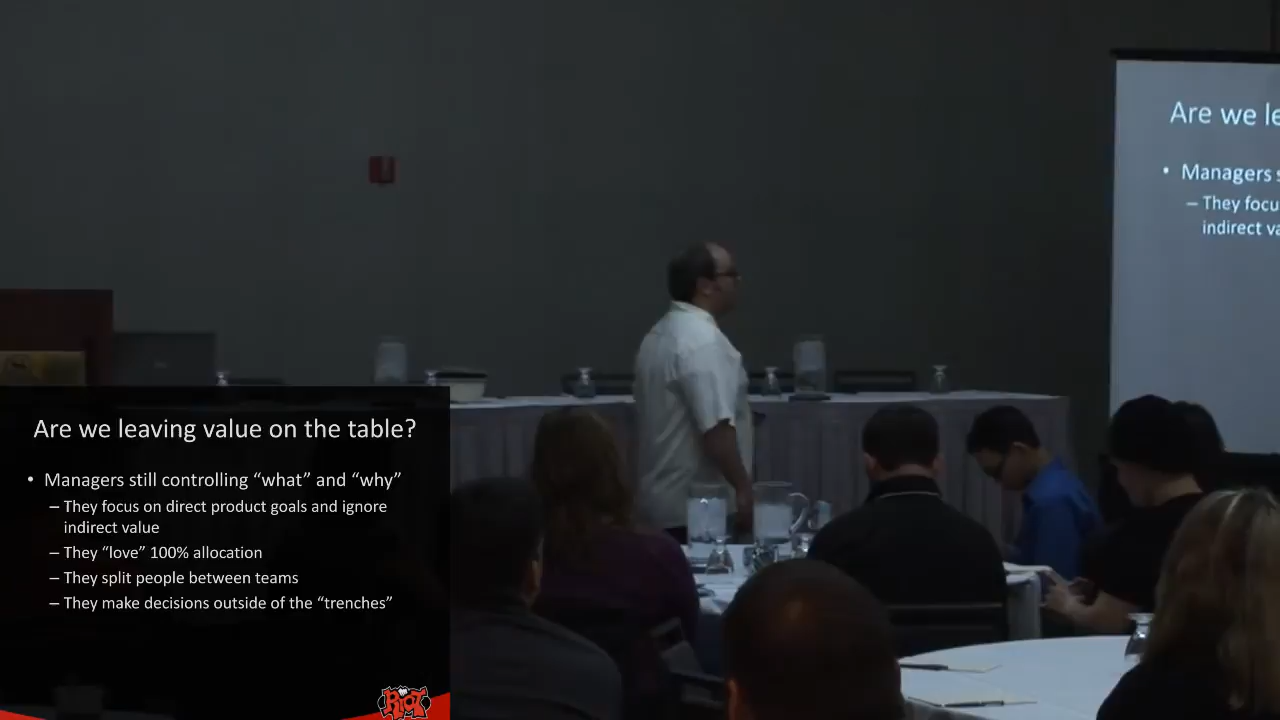 Are we le
• Managers s
– They focu
indirect va
Are we leaving value on the table?
• Managers still controlling “what” and “why”
– They focus on direct product goals and ignore
indirect value
– They “love” 100% allocation
– They split people between teams
– They make decisions outside of the “trenches”
RIOT